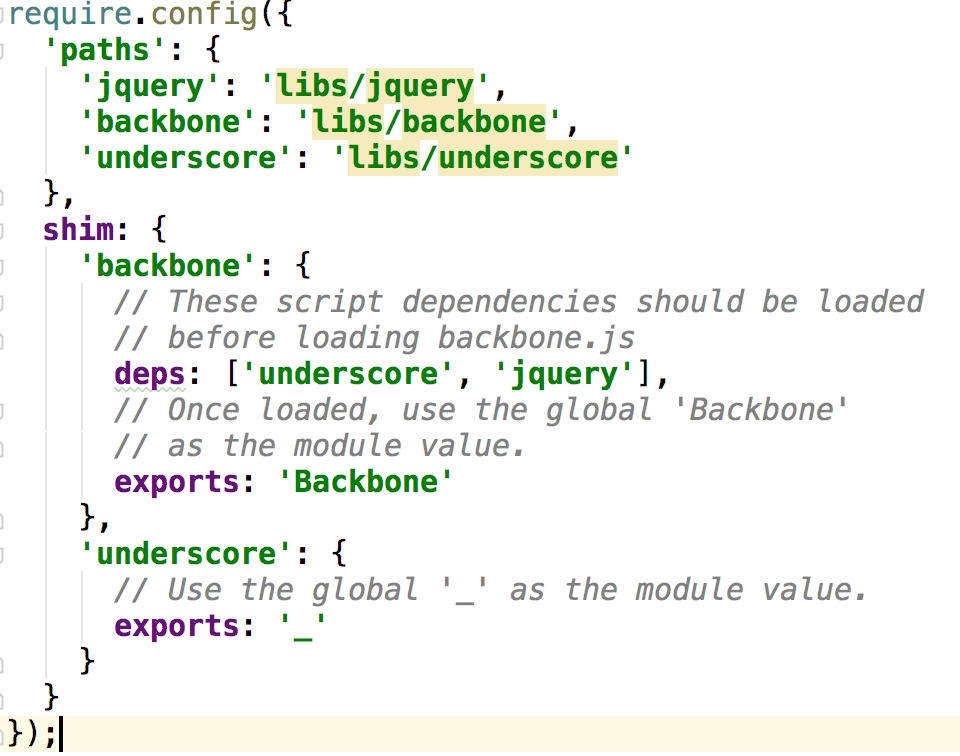 require.config({
  'paths': {
    'jquery': 'libs/jquery',
    'backbone': 'libs/backbone',
    'underscore': 'libs/underscore'
  },
  shim: {
    'backbone': {
      // These script dependencies should be loaded
      // before loading backbone.js
      deps: ['underscore', 'jquery'],
      // Once loaded, use the global 'Backbone'
      // as the module value.
      exports: 'Backbone'
    },
    'underscore': {
      // Use the global '_' as the module value.
      exports: '_'
    }
  }
});